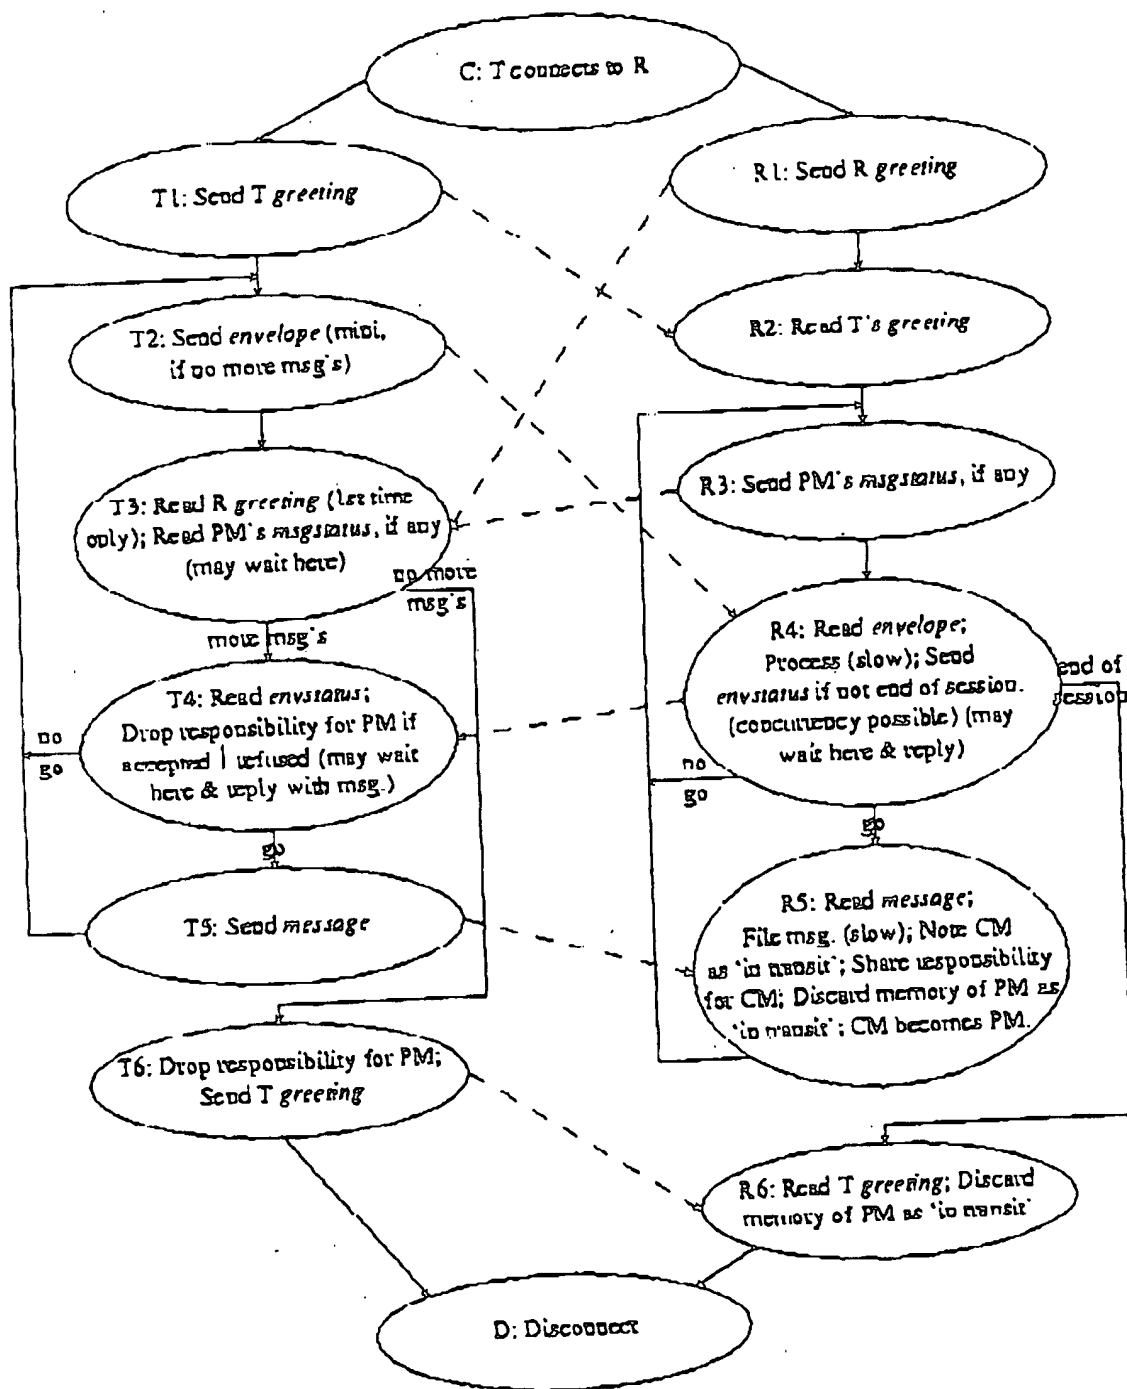 C: T connects to R
T1: Send T greeting
R1: Send R greeting
T2: Send envelope (mini,
if no more msg's)
R2: Read T's greeting
T3: Read R greeting (1st time
only); Read PM's msgstatus, if any
(may wait here)
R3: Send PM's msgstatus, if any
no more
msg's
more msg's
T4: Read envstatus;
Drop responsibility for PM if
accepted | refused (may wait
here & reply with msg.)
no
go
go
R4: Read envelope;
Process (slow); Send
envstatus if not end of session.
(concurrency possible) (may
wait here & reply)
end of
ession
no
go
go
T5: Send message
R5: Read message;
File msg. (slow); Note CM
as 'in transit'; Share responsibility
for CM; Discard memory of PM as
'in transit'; CM becomes PM.
T6: Drop responsibility for PM;
Send T greeting
R6: Read T greeting; Discard
memory of PM as 'in transit'
D: Disconnect